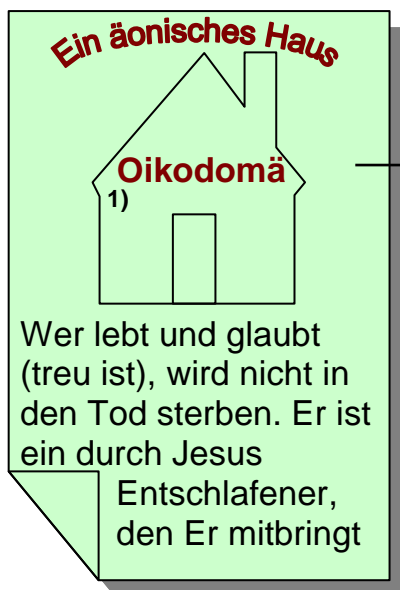 Ein äonisches Haus
Oikodomä
1)
Wer lebt und glaubt
(treu ist), wird nicht in
den Tod sterben. Er ist
ein durch Jesus
Entschlafener,
den Er mitbringt